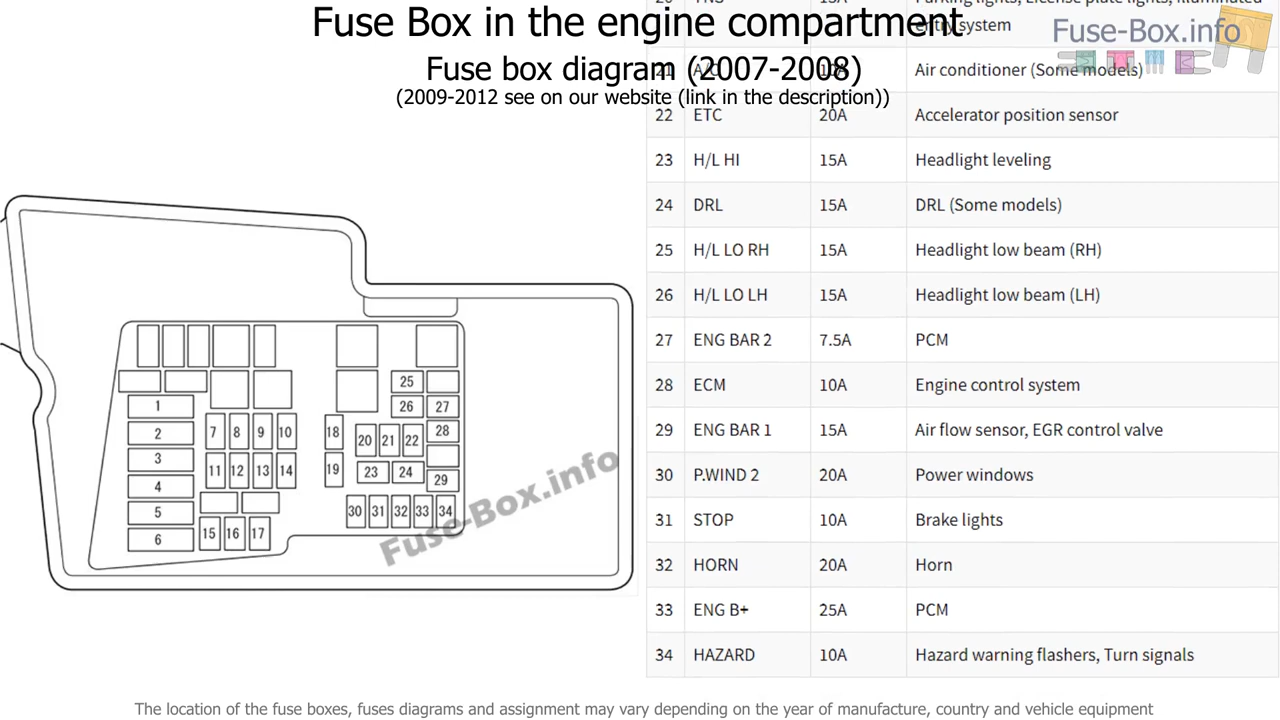 Fuse Box in the engine compartment
Fuse box diagram (2007-2008)
(2009-2012 see on our website (link in the description))
Fuse-Box.info
entry system
21 Air conditioner (Some models)
22 ETC 20A Accelerator position sensor
23 H/L HI 15A Headlight leveling
24 DRL 15A DRL (Some models)
25 H/L LO RH 15A Headlight low beam (RH)
26 H/L LO LH 15A Headlight low beam (LH)
27 ENG BAR 2 7.5A PCM
28 ECM 10A Engine control system
29 ENG BAR 1 15A Air flow sensor, EGR control valve
30 P.WIND 2 20A Power windows
31 STOP 10A Brake lights
32 HORN 20A Horn
33 ENG B+ 25A PCM
34 HAZARD 10A Hazard warning flashers, Turn signals
25
1 26 27
2 7 8 9 10 18 20 21 22 28
3
4 11 12 13 14 19 23 24 29
5 30 31 32 33 34
6 15 16 17
Fuse-Box.info
The location of the fuse boxes, fuses diagrams and assignment may vary depending on the year of manufacture, country and vehicle equipment